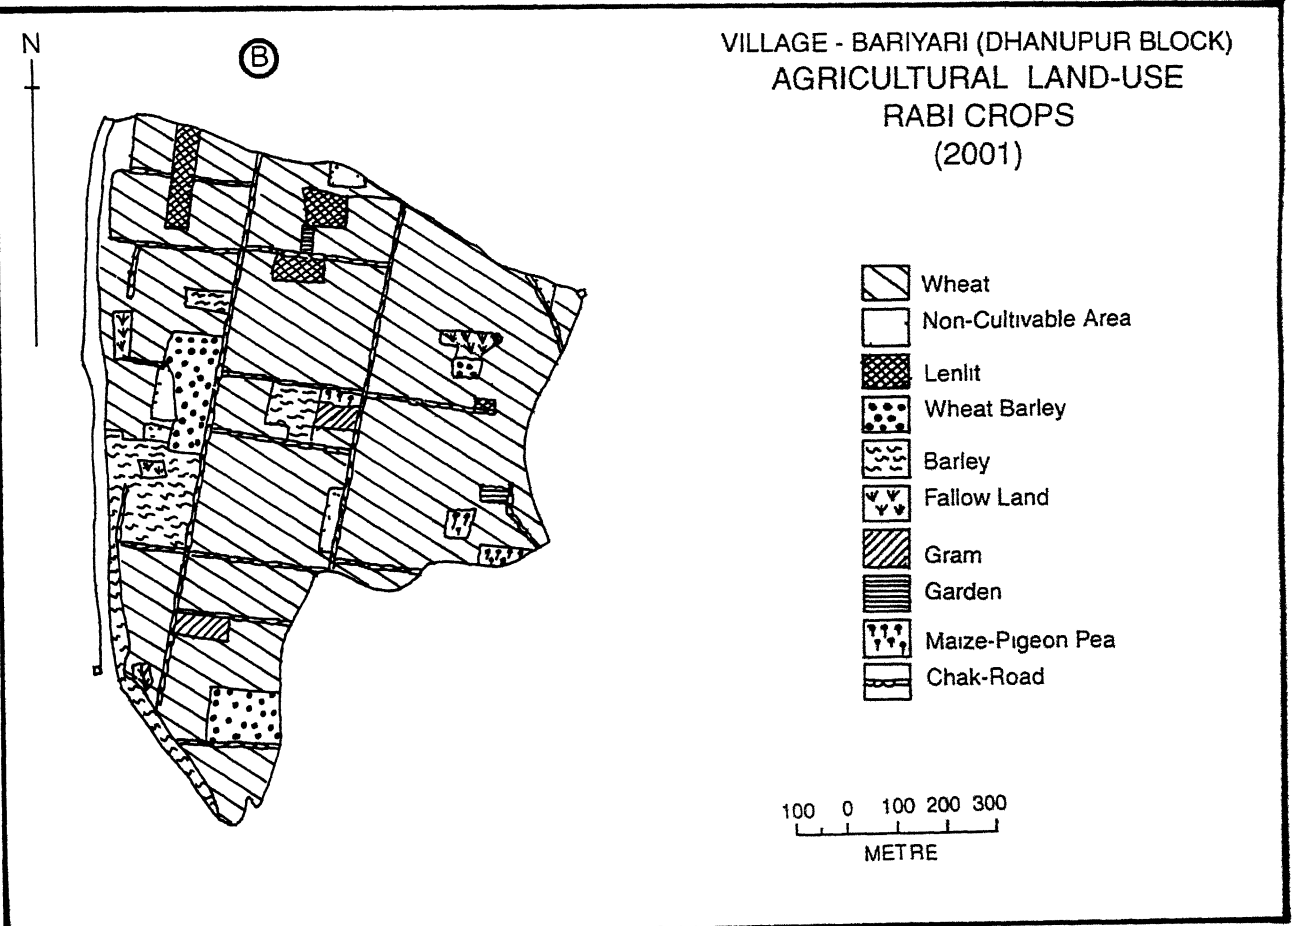 N
B
VILLAGE - BARIYARI (DHANUPUR BLOCK)
AGRICULTURAL LAND-USE
RABI CROPS
(2001)
Wheat
Non-Cultivable Area
Lenlit
Wheat Barley
Barley
Fallow Land
Gram
Garden
Maize-Pigeon Pea
Chak-Road
100 0 100 200 300
METRE